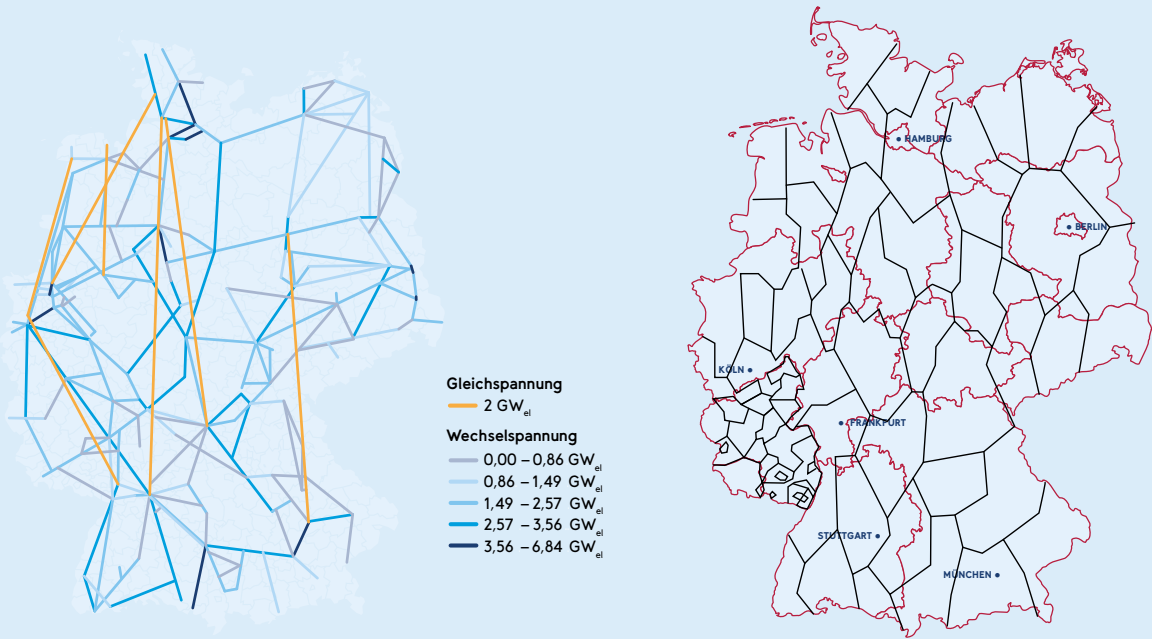 Gleichspannung
2 GWel
Wechselspannung
0,00 – 0,86 GWel
0,86 – 1,49 GWel
1,49 – 2,57 GWel
2,57 – 3,56 GWel
3,56 – 6,84 GWel
HAMBURG
BERLIN
KÖLN
FRANKFURT
STUTTGART
MÜNCHEN